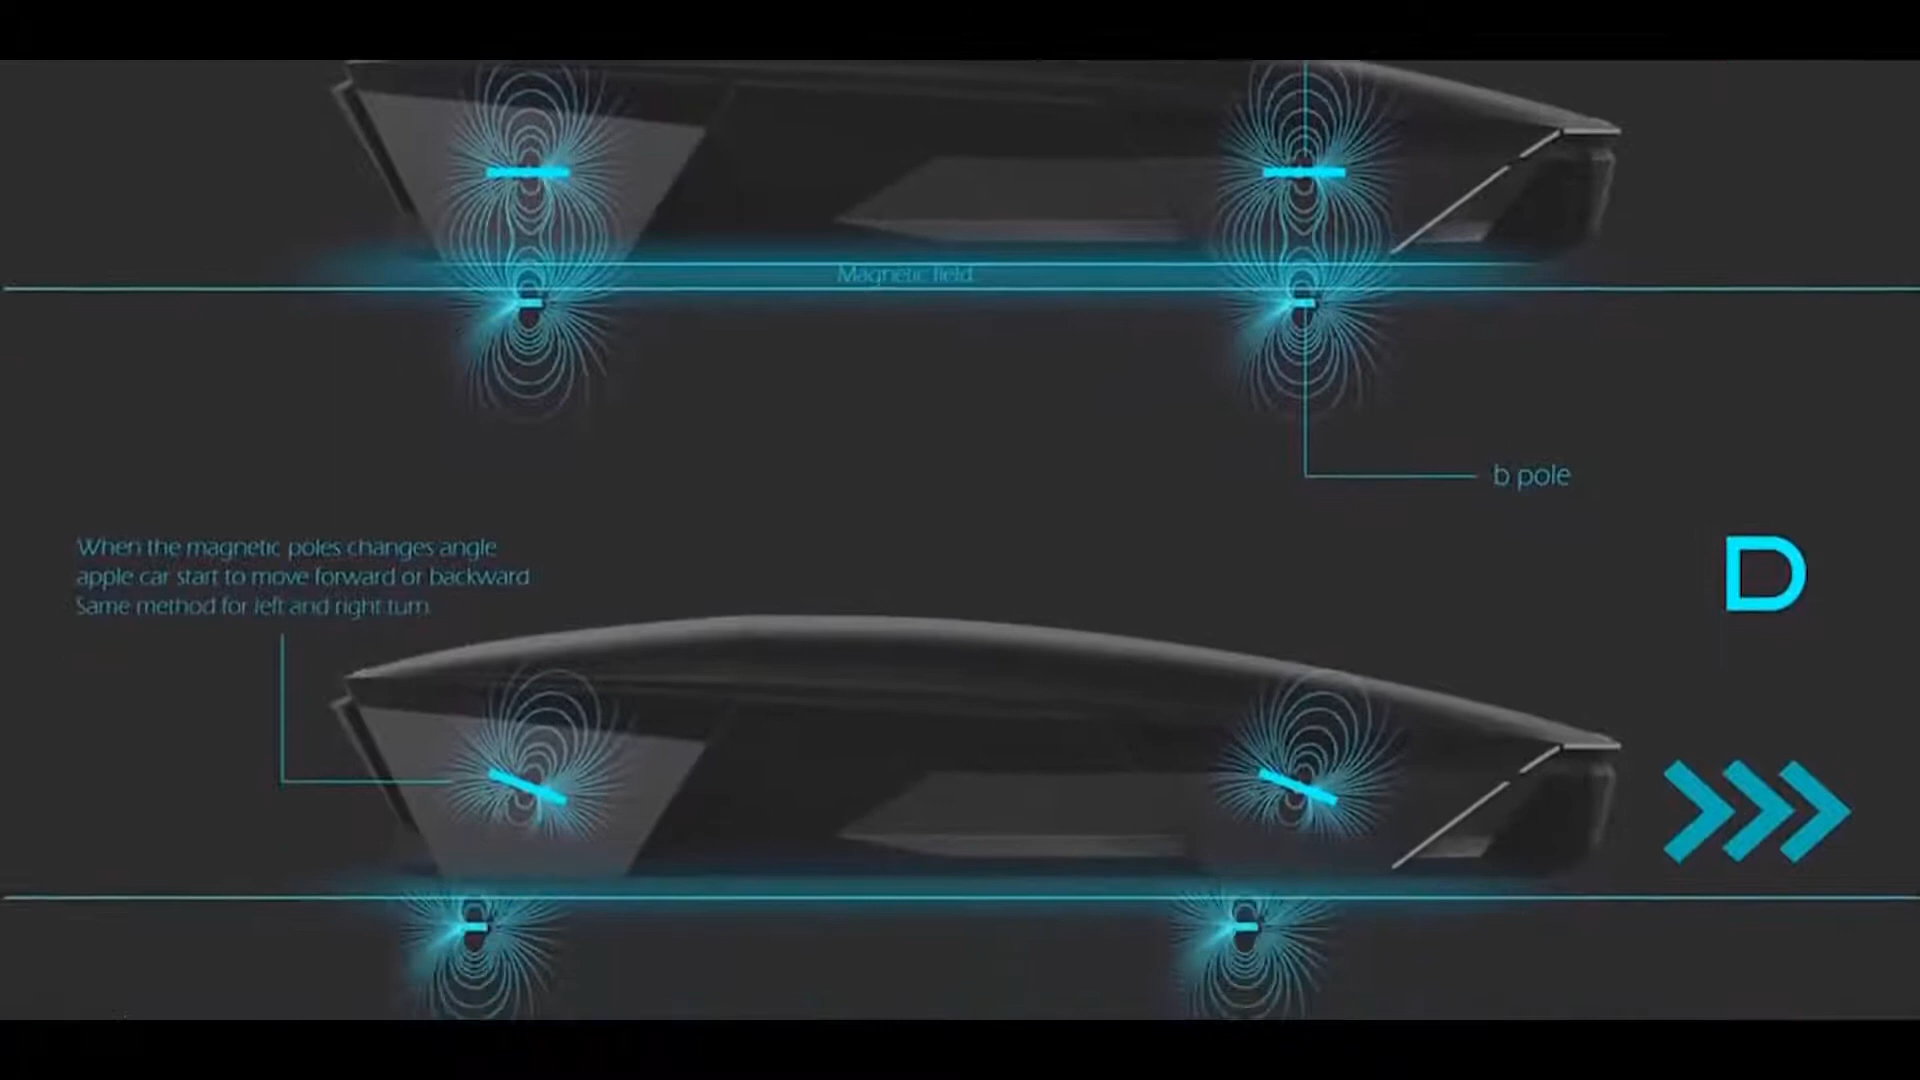 Magnetic field
b pole
When the magnetic poles changes angle
apple car start to move forward or backward
Same method for left and right turn
D